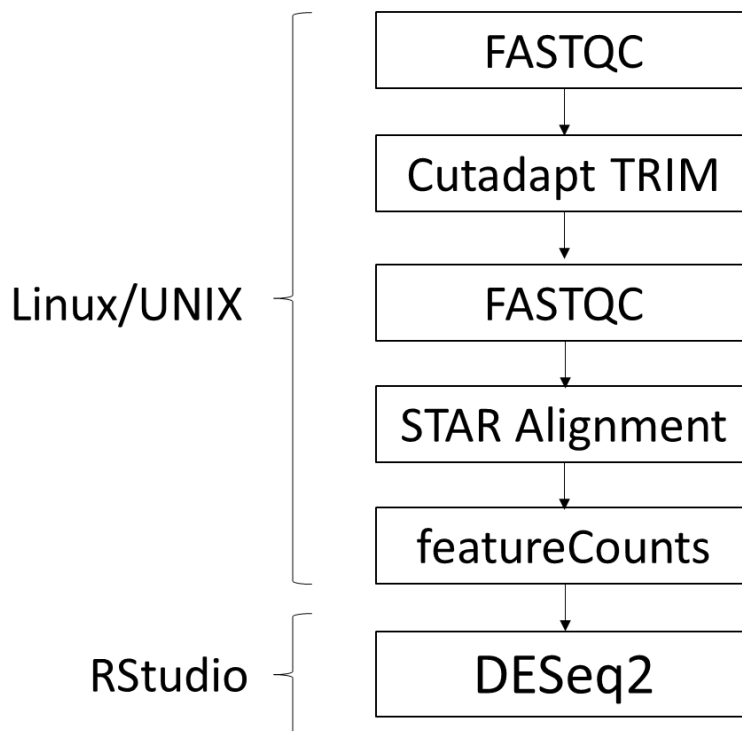 FASTQC
Cutadapt TRIM
Linux/UNIX
FASTQC
STAR Alignment
featureCounts
RStudio
DESeq2